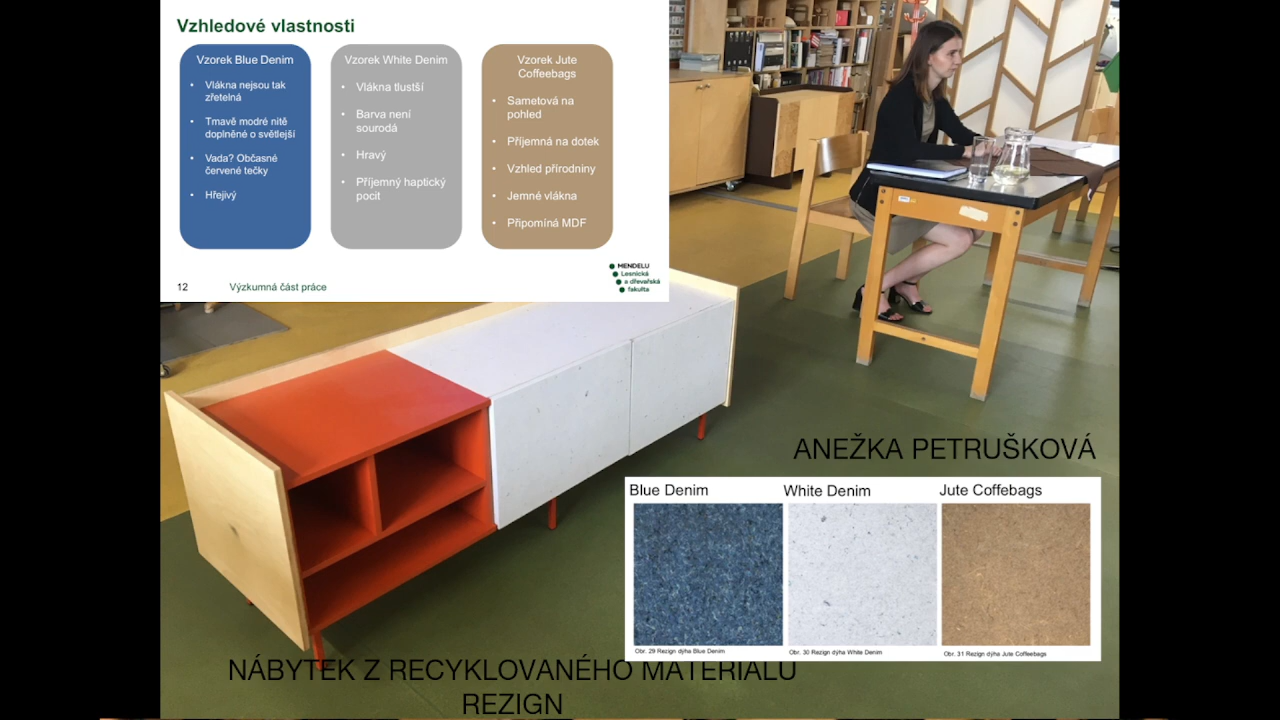 Vzhledové vlastnosti
Vzorek Blue Denim
• Vlákna nejsou tak
zřetelná
• Tmavě modré nitě
doplněné o světlejší
• Vada? Občasné
červené tečky
• Hřejivý
Vzorek White Denim
• Vlákna tlustší
• Barva není
sourodá
• Hravý
• Příjemný haptický
pocit
Vzorek Jute
Coffeebags
• Sametová na
pohled
• Příjemná na dotek
• Vzhled přírodniny
• Jemné vlákna
• Připomíná MDF
MENDELU
Lesnická
a dřevařská
fakulta
12 Výzkumná část práce
ANEŽKA PETRUŠKOVÁ
Blue Denim White Denim Jute Coffebags
Obr. 29 Rezign dýha Blue Denim Obr. 30 Rezign dýha White Denim Obr. 31 Rezign dýha Jute Coffeebags
NÁBYTEK Z RECYKLOVANÉHO MATERIÁLU
REZIGN